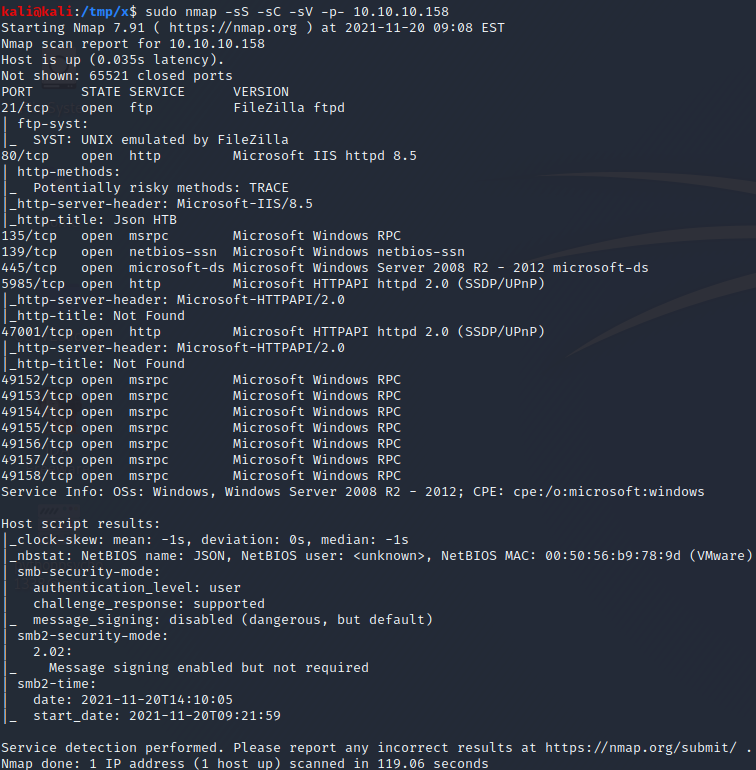 kali@kali:/tmp/x$ sudo nmap -sS -sC -sV -p- 10.10.10.158
Starting Nmap 7.91 ( https://nmap.org ) at 2021-11-20 09:08 EST
Nmap scan report for 10.10.10.158
Host is up (0.035s latency).
Not shown: 65521 closed ports
PORT      STATE SERVICE      VERSION
21/tcp    open  ftp          FileZilla ftpd
| ftp-syst:
|_  SYST: UNIX emulated by FileZilla
80/tcp    open  http         Microsoft IIS httpd 8.5
| http-methods:
|_  Potentially risky methods: TRACE
|_http-server-header: Microsoft-IIS/8.5
|_http-title: Json HTB
135/tcp   open  msrpc        Microsoft Windows RPC
139/tcp   open  netbios-ssn  Microsoft Windows netbios-ssn
445/tcp   open  microsoft-ds Microsoft Windows Server 2008 R2 - 2012 microsoft-ds
5985/tcp  open  http         Microsoft HTTPAPI httpd 2.0 (SSDP/UPnP)
|_http-server-header: Microsoft-HTTPAPI/2.0
|_http-title: Not Found
47001/tcp open  http         Microsoft HTTPAPI httpd 2.0 (SSDP/UPnP)
|_http-server-header: Microsoft-HTTPAPI/2.0
|_http-title: Not Found
49152/tcp open  msrpc        Microsoft Windows RPC
49153/tcp open  msrpc        Microsoft Windows RPC
49154/tcp open  msrpc        Microsoft Windows RPC
49155/tcp open  msrpc        Microsoft Windows RPC
49156/tcp open  msrpc        Microsoft Windows RPC
49157/tcp open  msrpc        Microsoft Windows RPC
49158/tcp open  msrpc        Microsoft Windows RPC
Service Info: OSs: Windows, Windows Server 2008 R2 - 2012; CPE: cpe:/o:microsoft:windows

Host script results:
|_clock-skew: mean: -1s, deviation: 0s, median: -1s
|_nbstat: NetBIOS name: JSON, NetBIOS user: <unknown>, NetBIOS MAC: 00:50:56:b9:78:9d (VMware)
| smb-security-mode:
|   authentication_level: user
|   challenge_response: supported
|_  message_signing: disabled (dangerous, but default)
| smb2-security-mode:
|   2.02:
|_    Message signing enabled but not required
| smb2-time:
|   date: 2021-11-20T14:10:05
|_  start_date: 2021-11-20T09:21:59

Service detection performed. Please report any incorrect results at https://nmap.org/submit/ .
Nmap done: 1 IP address (1 host up) scanned in 119.06 seconds